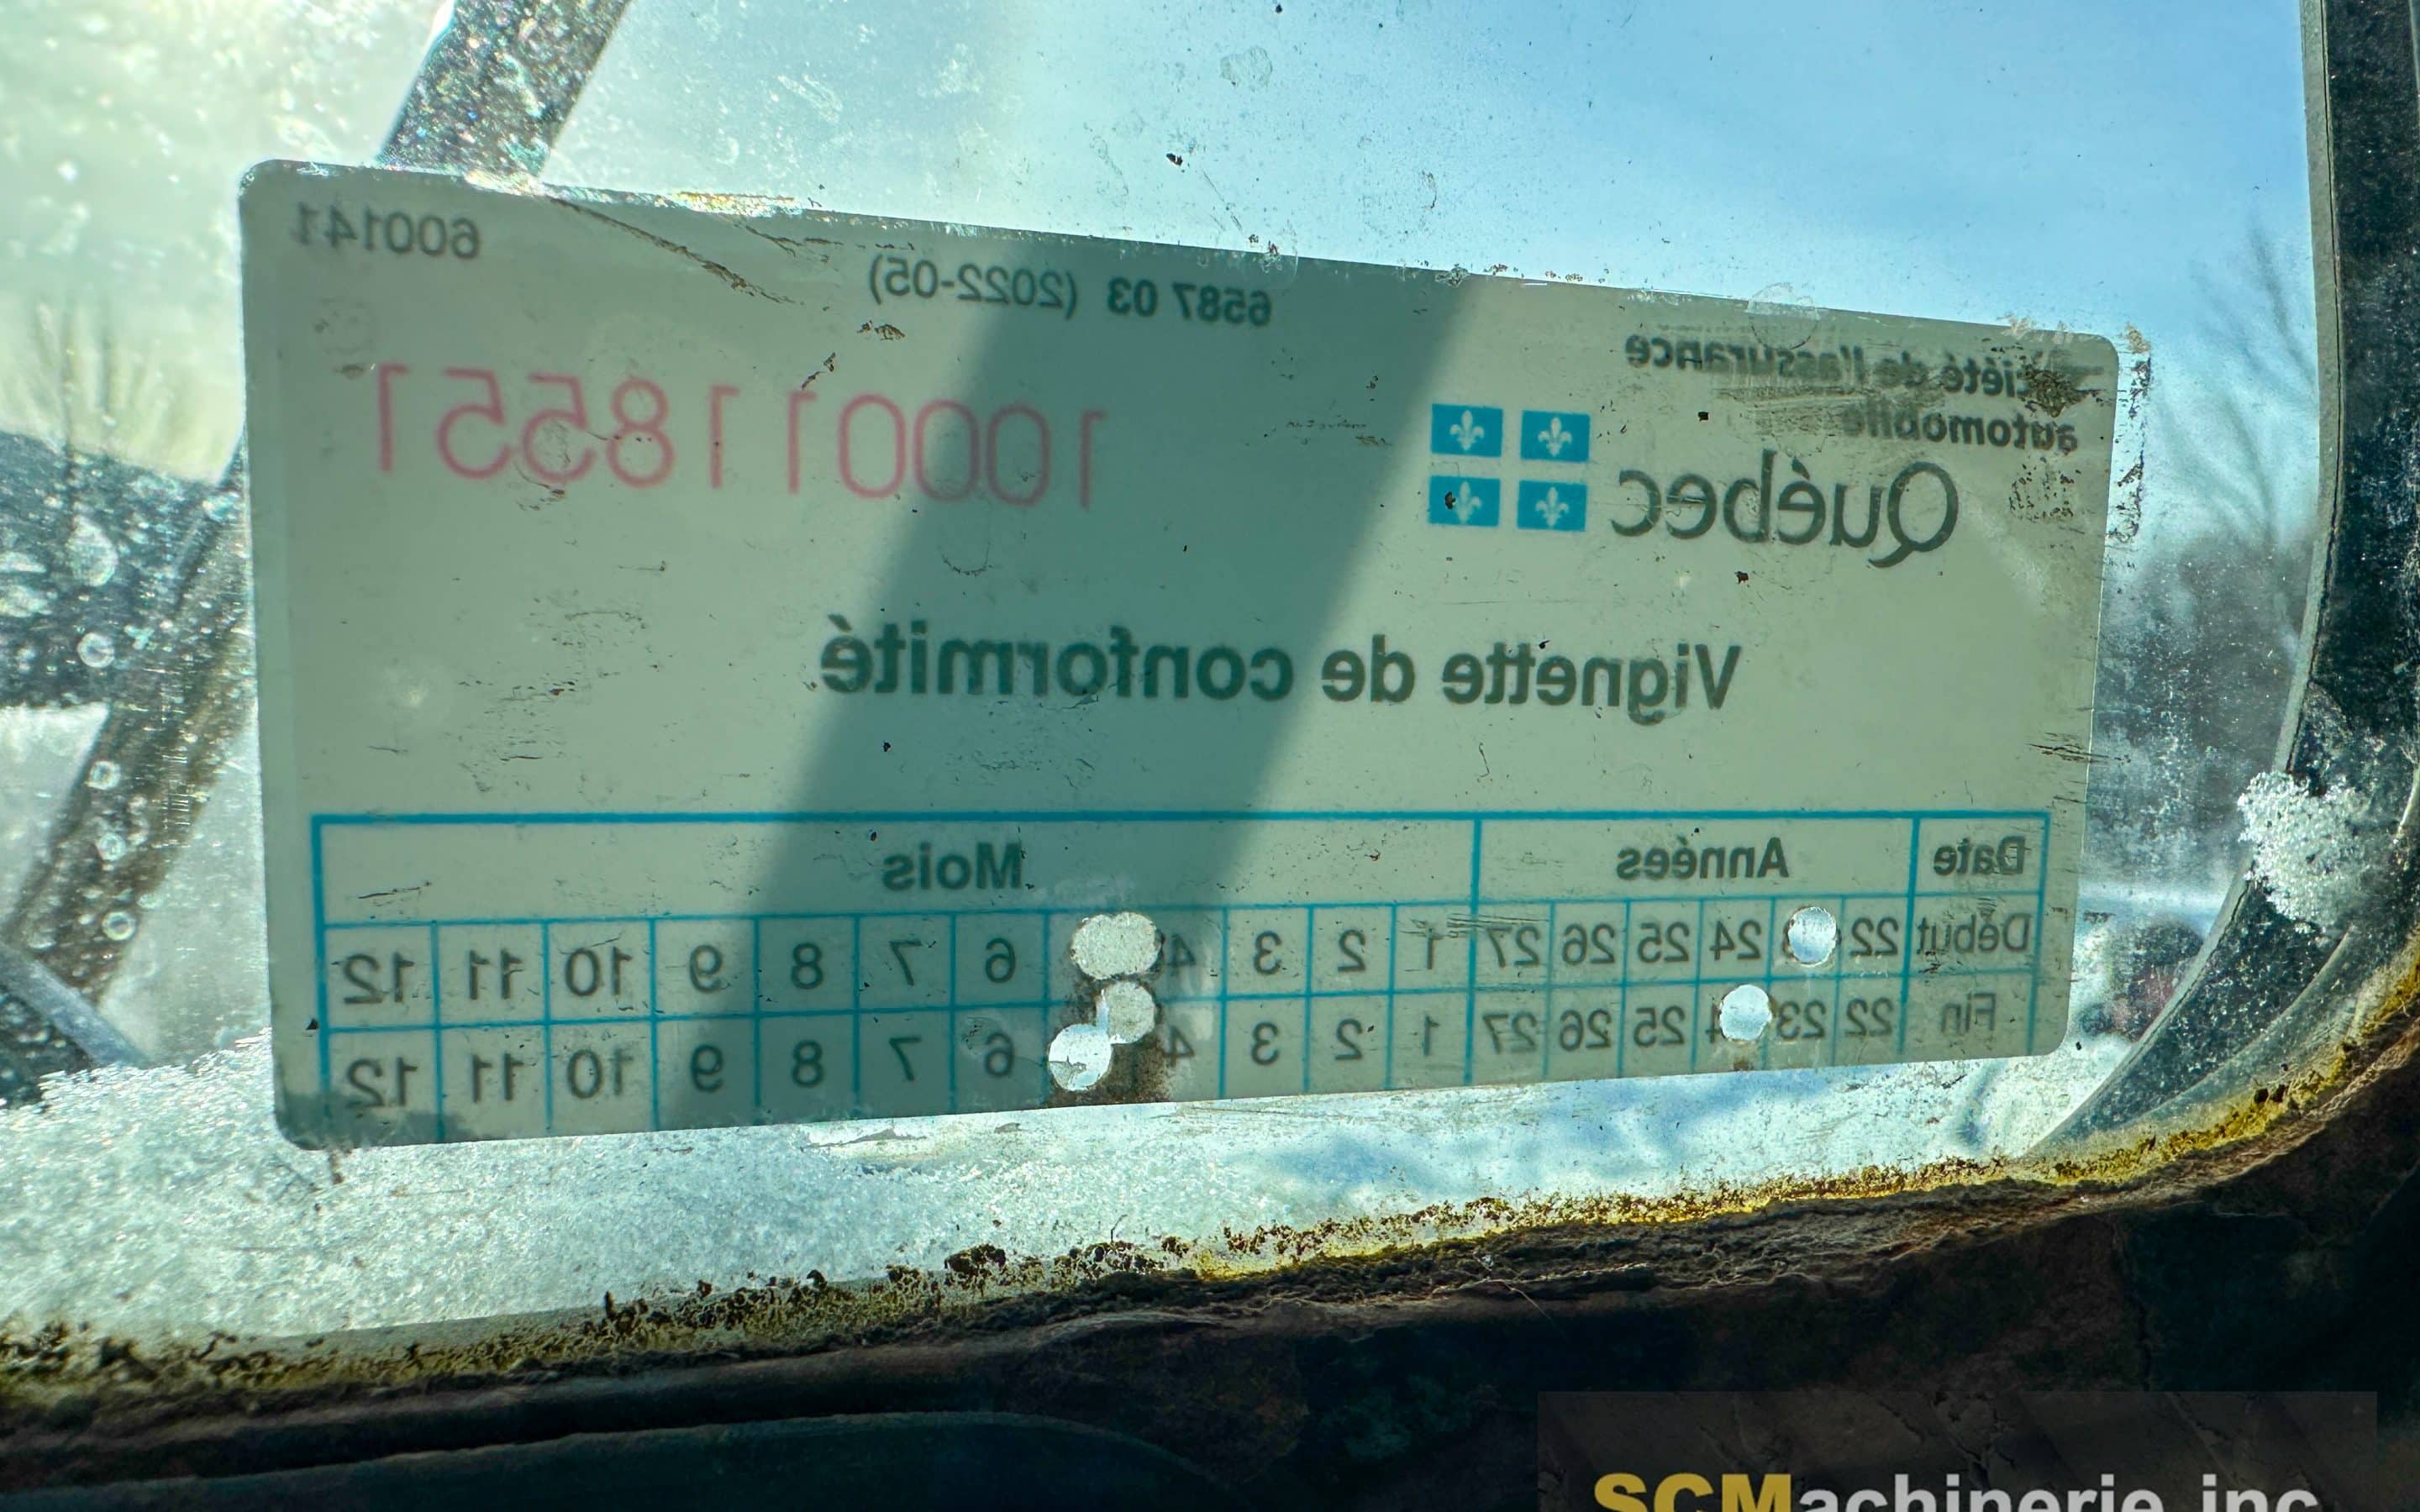 600141
6587 03 (2022-05)
Société de l'assurance
automobile
Québec
1000118551
Vignette de conformité
Date Années Mois
Début 22 24 25 26 27 1 2 3 4 6 7 8 9 10 11 12
Fin 22 23 25 26 27 1 2 3 4 6 7 8 9 10 11 12
SCMachinerie inc